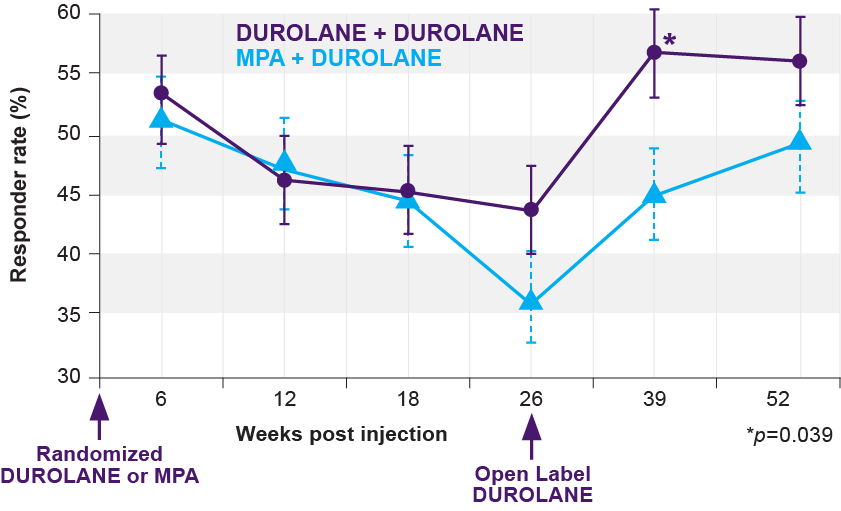 60
55
50
45
40
35
30
Responder rate (%)
DUROLANE + DUROLANE
MPA + DUROLANE
*
6
12
18
26
39
52
Weeks post injection
*p=0.039
Randomized
DUROLANE or MPA
Open Label
DUROLANE